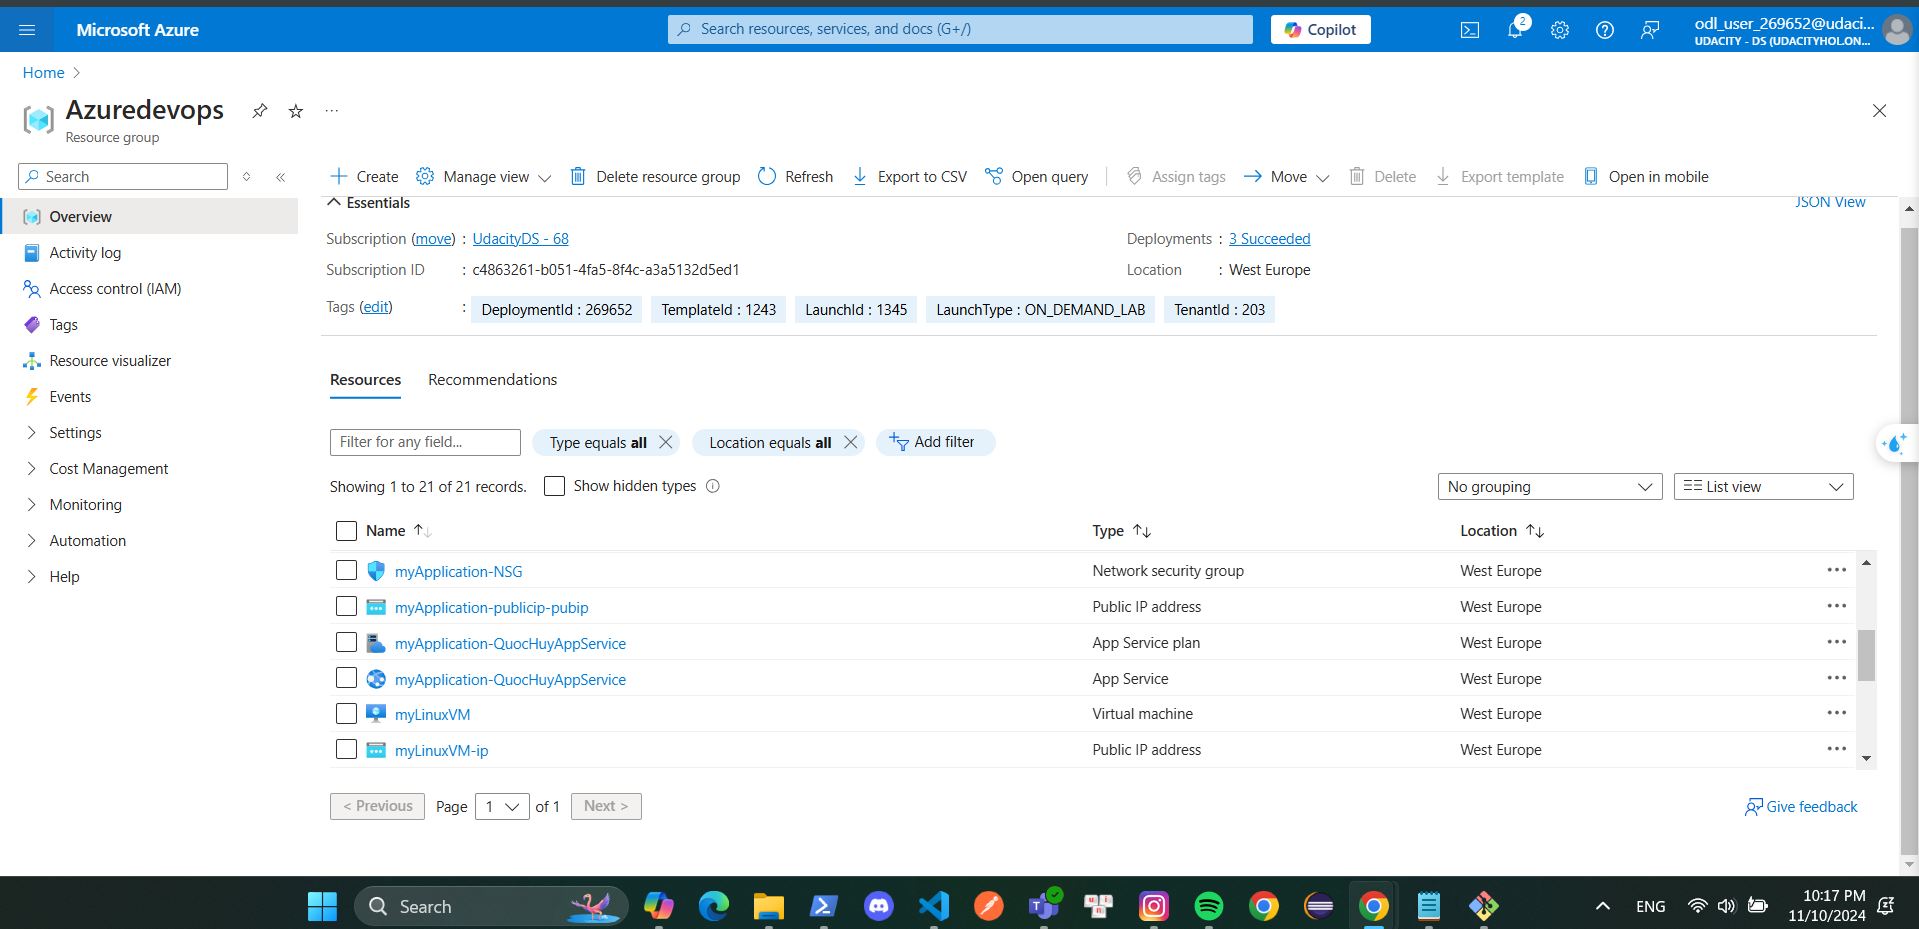 Microsoft Azure
Search resources, services, and docs (G+/)
Copilot
2
odl_user_269652@udaci...
UDACITY - DS (UDACITYHOL.ON...
Home
Azuredevops
Resource group
Search
Create
Manage view
Delete resource group
Refresh
Export to CSV
Open query
Assign tags
Move
Delete
Export template
Open in mobile
Overview
Activity log
Access control (IAM)
Tags
Resource visualizer
Events
Settings
Cost Management
Monitoring
Automation
Help
Essentials
JSON View
Subscription (move) : UdacityDS - 68
Deployments : 3 Succeeded
Subscription ID : c4863261-b051-4fa5-8f4c-a3a5132d5ed1
Location : West Europe
Tags (edit) : DeploymentId : 269652 TemplateId : 1243 LaunchId : 1345 LaunchType : ON_DEMAND_LAB TenantId : 203
Resources Recommendations
Filter for any field...
Type equals all
Location equals all
Add filter
Showing 1 to 21 of 21 records.
Show hidden types
No grouping
List view
Name Type Location
myApplication-NSG Network security group West Europe
myApplication-publicip-pubip Public IP address West Europe
myApplication-QuocHuyAppService App Service plan West Europe
myApplication-QuocHuyAppService App Service West Europe
myLinuxVM Virtual machine West Europe
myLinuxVM-ip Public IP address West Europe
< Previous Page 1 of 1 Next >
Give feedback
Search
ENG
10:17 PM
11/10/2024